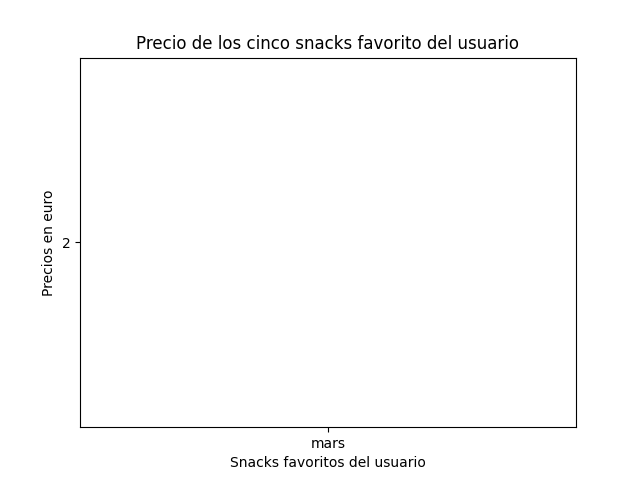 Precio de los cinco snacks favorito del usuario
Precios en euro
2
mars
Snacks favoritos del usuario